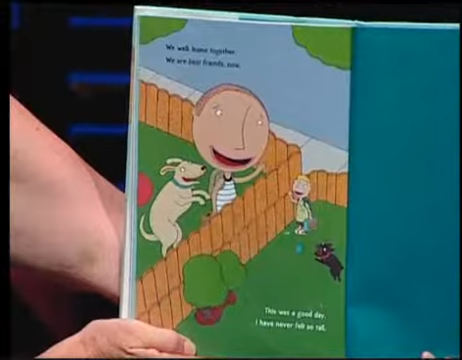 We walk home together.
We are best friends, now.
This was a good day.
I have never felt so tall.